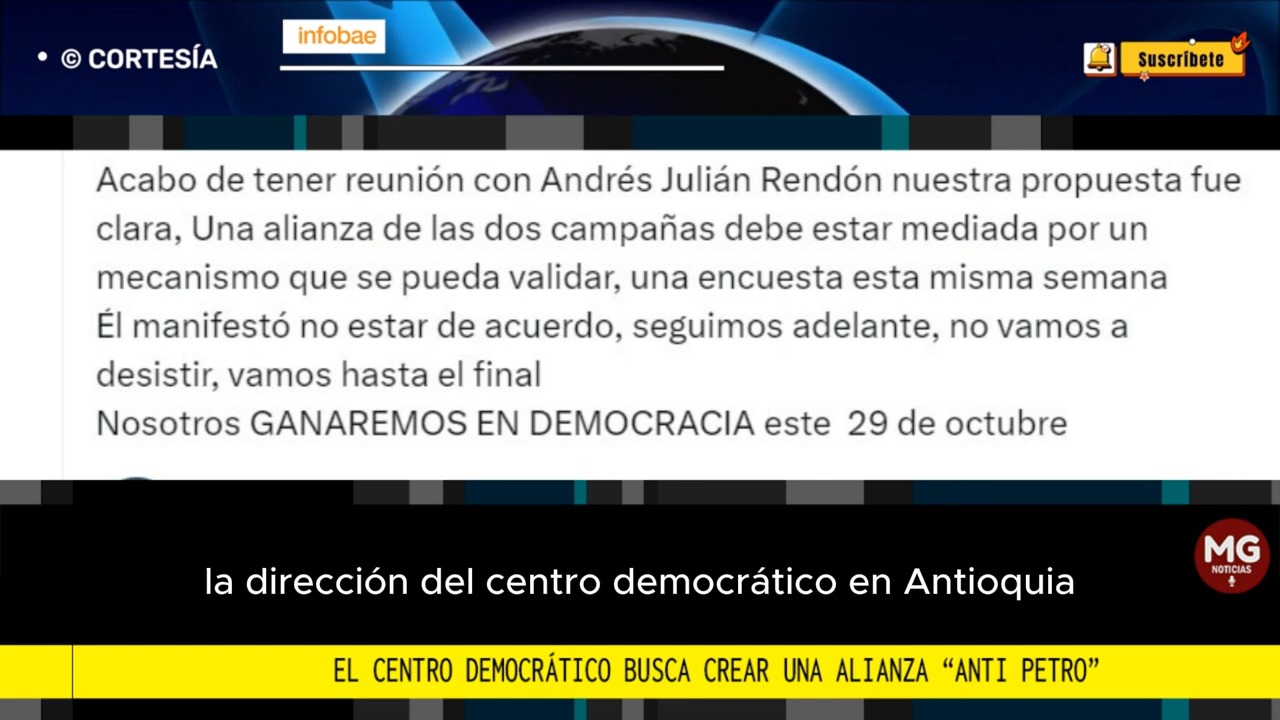 • © CORTESÍA
infobae
Suscríbete
Acabo de tener reunión con Andrés Julián Rendón nuestra propuesta fue
clara, Una alianza de las dos campañas debe estar mediada por un
mecanismo que se pueda validar, una encuesta esta misma semana
Él manifestó no estar de acuerdo, seguimos adelante, no vamos a
desistir, vamos hasta el final
Nosotros GANAREMOS EN DEMOCRACIA este  29 de octubre
MG
NOTICIAS
la dirección del centro democrático en Antioquia
EL CENTRO DEMOCRÁTICO BUSCA CREAR UNA ALIANZA “ANTI PETRO”